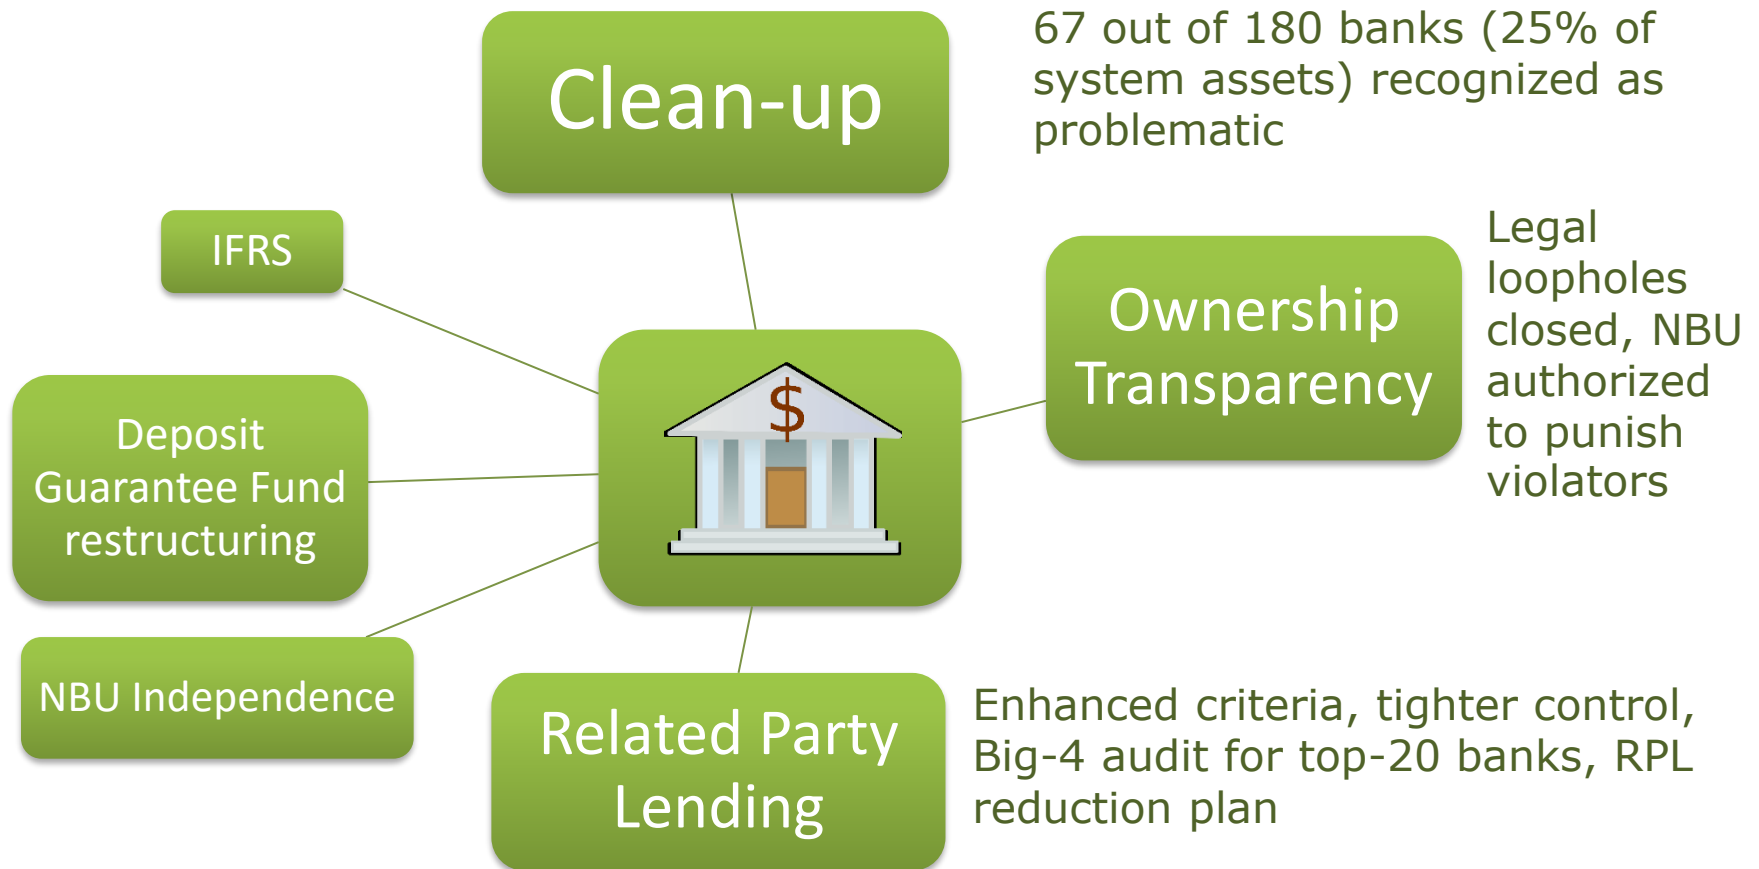 Clean-up
67 out of 180 banks (25% of
system assets) recognized as
problematic
IFRS
Ownership
Transparency
Legal
loopholes
closed, NBU
authorized
to punish
violators
$
Deposit
Guarantee Fund
restructuring
NBU Independence
Related Party
Lending
Enhanced criteria, tighter control,
Big-4 audit for top-20 banks, RPL
reduction plan